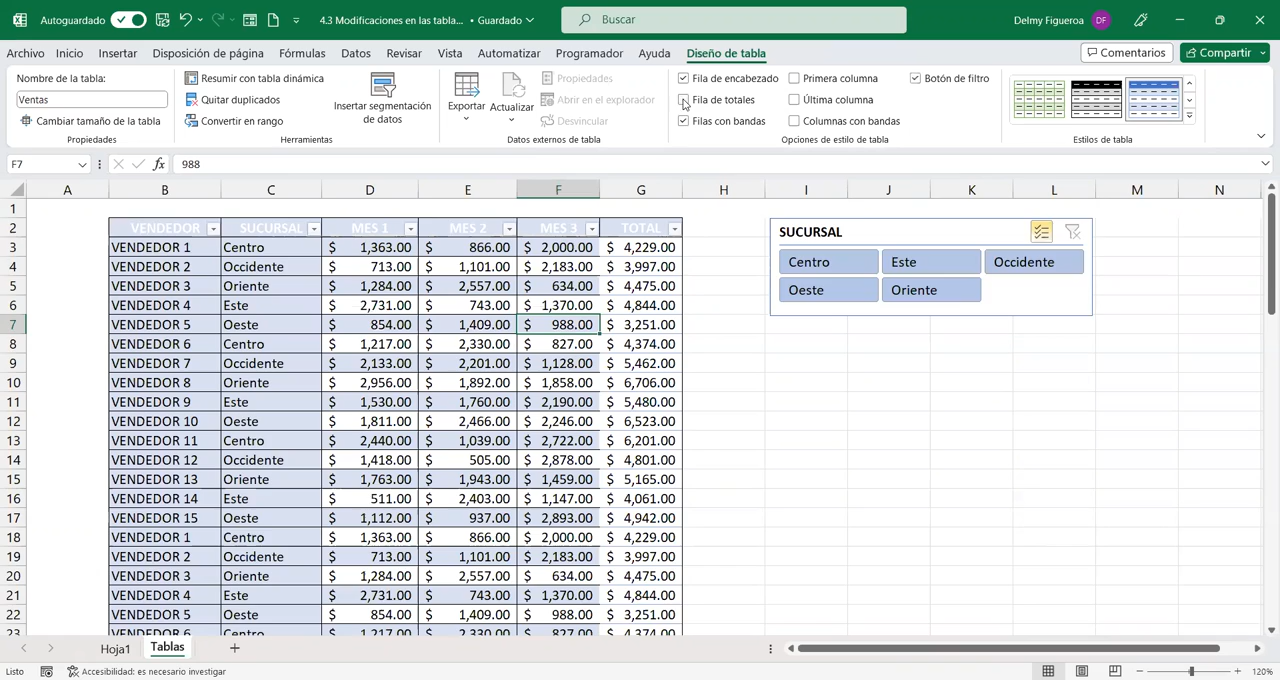 Autoguardado 4.3 Modificaciones en las tabla... • Guardado Buscar Delmy Figueroa DF
Archivo Inicio Insertar Disposición de página Fórmulas Datos Revisar Vista Automatizar Programador Ayuda Diseño de tabla Comentarios Compartir
Nombre de la tabla:
Ventas
Cambiar tamaño de la tabla
Propiedades
Resumir con tabla dinámica
Quitar duplicados
Convertir en rango
Insertar segmentación
de datos
Herramientas
Exportar
Actualizar
Propiedades
Abrir en el explorador
Desvincular
Datos externos de tabla
Fila de encabezado
Fila de totales
Filas con bandas
Primera columna
Última columna
Columnas con bandas
Botón de filtro
Opciones de estilo de tabla
Estilos de tabla
F7 fx 988
A B C D E F G H I J K L M N
1
2 VENDEDOR SUCURSAL MES 1 MES 2 MES 3 TOTAL
3 VENDEDOR 1 Centro $ 1,363.00 $ 866.00 $ 2,000.00 $ 4,229.00
4 VENDEDOR 2 Occidente $ 713.00 $ 1,101.00 $ 2,183.00 $ 3,997.00
5 VENDEDOR 3 Oriente $ 1,284.00 $ 2,557.00 $ 634.00 $ 4,475.00
6 VENDEDOR 4 Este $ 2,731.00 $ 743.00 $ 1,370.00 $ 4,844.00
7 VENDEDOR 5 Oeste $ 854.00 $ 1,409.00 $ 988.00 $ 3,251.00
8 VENDEDOR 6 Centro $ 1,217.00 $ 2,330.00 $ 827.00 $ 4,374.00
9 VENDEDOR 7 Occidente $ 2,133.00 $ 2,201.00 $ 1,128.00 $ 5,462.00
10 VENDEDOR 8 Oriente $ 2,956.00 $ 1,892.00 $ 1,858.00 $ 6,706.00
11 VENDEDOR 9 Este $ 1,530.00 $ 1,760.00 $ 2,190.00 $ 5,480.00
12 VENDEDOR 10 Oeste $ 1,811.00 $ 2,466.00 $ 2,246.00 $ 6,523.00
13 VENDEDOR 11 Centro $ 2,440.00 $ 1,039.00 $ 2,722.00 $ 6,201.00
14 VENDEDOR 12 Occidente $ 1,418.00 $ 505.00 $ 2,878.00 $ 4,801.00
15 VENDEDOR 13 Oriente $ 1,763.00 $ 1,943.00 $ 1,459.00 $ 5,165.00
16 VENDEDOR 14 Este $ 511.00 $ 2,403.00 $ 1,147.00 $ 4,061.00
17 VENDEDOR 15 Oeste $ 1,112.00 $ 937.00 $ 2,893.00 $ 4,942.00
18 VENDEDOR 1 Centro $ 1,363.00 $ 866.00 $ 2,000.00 $ 4,229.00
19 VENDEDOR 2 Occidente $ 713.00 $ 1,101.00 $ 2,183.00 $ 3,997.00
20 VENDEDOR 3 Oriente $ 1,284.00 $ 2,557.00 $ 634.00 $ 4,475.00
21 VENDEDOR 4 Este $ 2,731.00 $ 743.00 $ 1,370.00 $ 4,844.00
22 VENDEDOR 5 Oeste $ 854.00 $ 1,409.00 $ 988.00 $ 3,251.00
23 VENDEDOR 6 Centro $ 1,217.00 $ 2,330.00 $ 827.00 $ 4,374.00
SUCURSAL
Centro Este Occidente
Oeste Oriente
Hoja1 Tablas
Listo Accesibilidad: es necesario investigar 120%